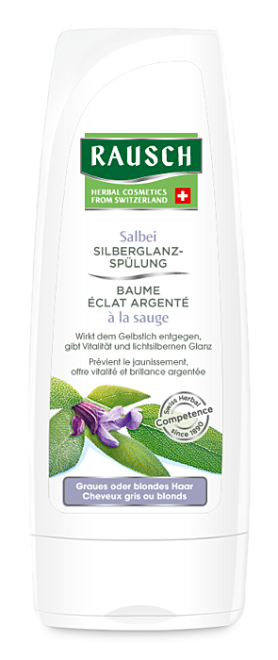 RAUSCH
HERBAL COSMETICS
FROM SWITZERLAND
Salbei
SILBERGLANZ-
SPÜLUNG
BAUME
ÉCLAT ARGENTÉ
à la sauge
Wirkt dem Gelbstich entgegen,
gibt Vitalität und lichtsilbernen Glanz
Prévient le jaunissement,
offre vitalité et brillance argentée
Swiss Herbal
Competence
since 1890
Graues oder blondes Haar
Cheveux gris ou blonds